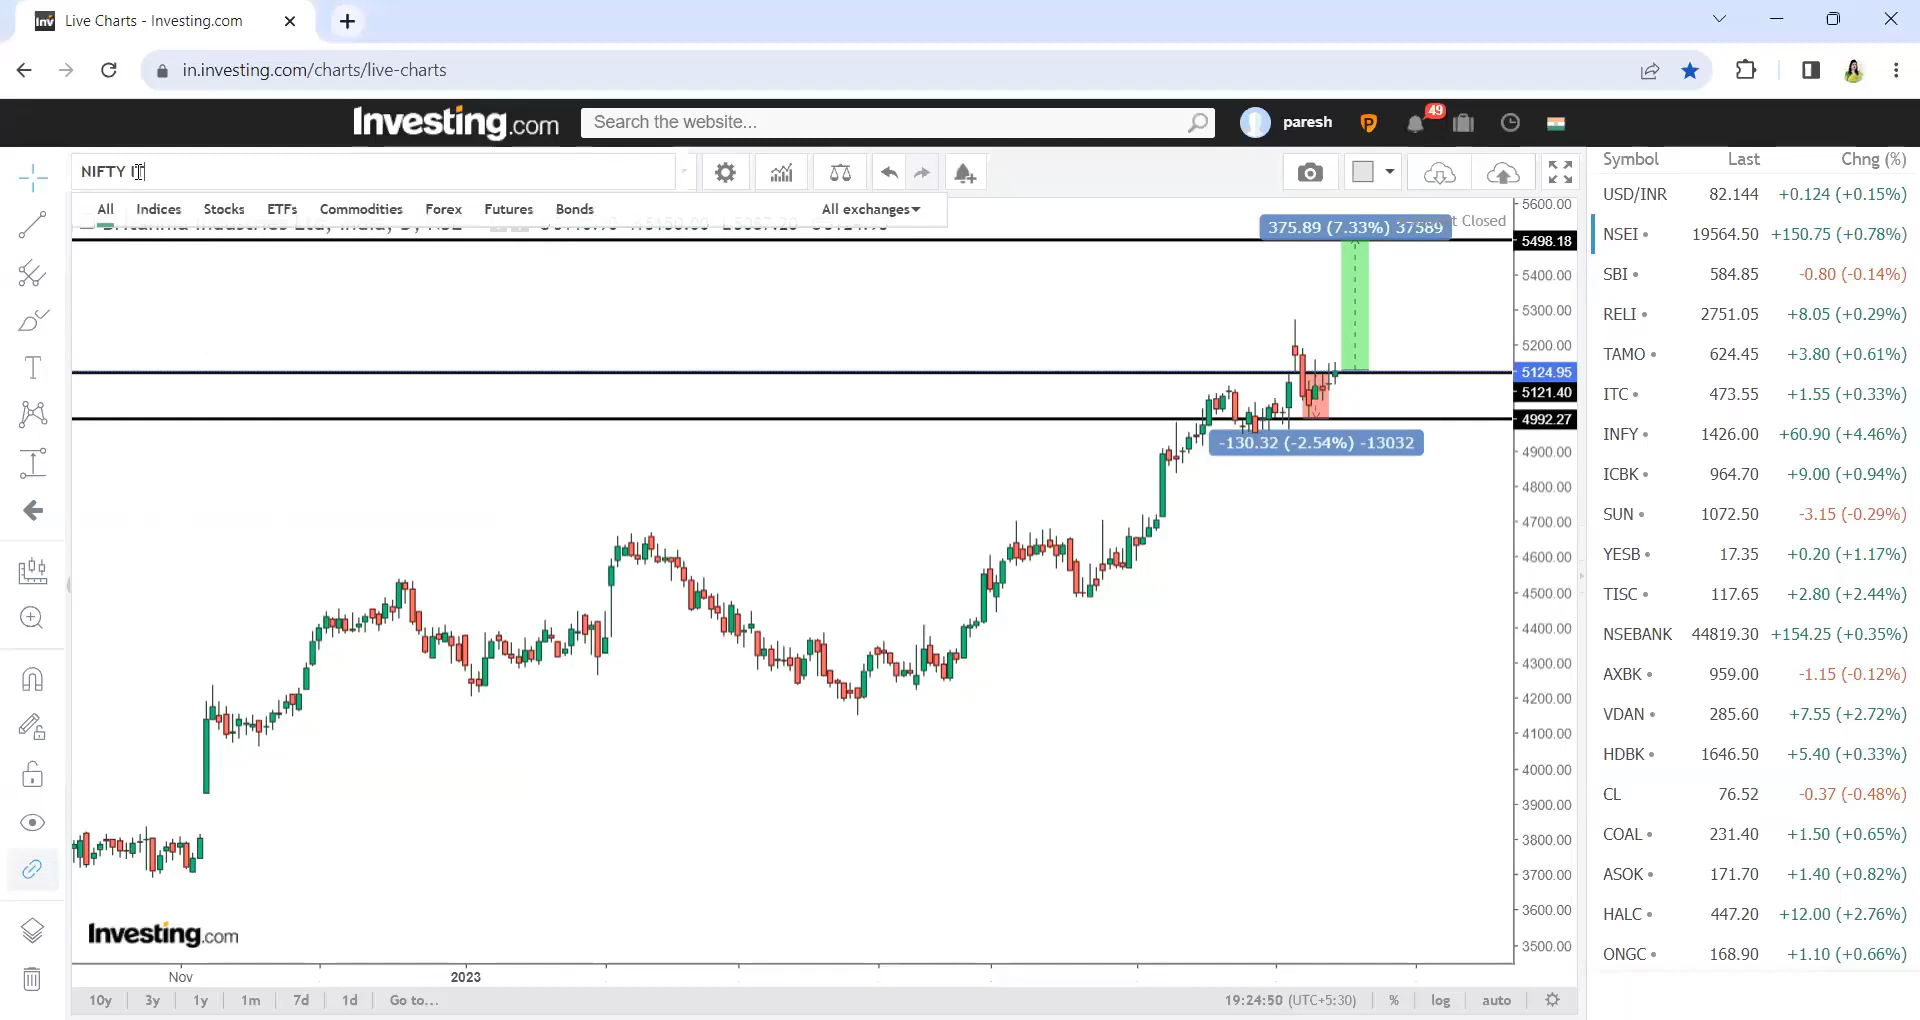 Inv Live Charts - Investing.com
in.investing.com/charts/live-charts
Investing.com
Search the website...
paresh
49
NIFTY I
All Indices Stocks ETFs Commodities Forex Futures Bonds All exchanges
Closed
375.89 (7.33%) 37589
-130.32 (-2.54%) -13032
5600.00
5498.18
5400.00
5300.00
5200.00
5124.95
5121.40
4992.27
4900.00
4800.00
4700.00
4600.00
4500.00
4400.00
4300.00
4200.00
4100.00
4000.00
3900.00
3800.00
3700.00
3600.00
3500.00
Investing.com
Nov 2023
10y 3y 1y 1m 7d 1d Go to... 19:24:50 (UTC+5:30) % log auto
Symbol Last Chng (%)
USD/INR 82.144 +0.124 (+0.15%)
NSEI 19564.50 +150.75 (+0.78%)
SBI 584.85 -0.80 (-0.14%)
RELI 2751.05 +8.05 (+0.29%)
TAMO 624.45 +3.80 (+0.61%)
ITC 473.55 +1.55 (+0.33%)
INFY 1426.00 +60.90 (+4.46%)
ICBK 964.70 +9.00 (+0.94%)
SUN 1072.50 -3.15 (-0.29%)
YESB 17.35 +0.20 (+1.17%)
TISC 117.65 +2.80 (+2.44%)
NSEBANK 44819.30 +154.25 (+0.35%)
AXBK 959.00 -1.15 (-0.12%)
VDAN 285.60 +7.55 (+2.72%)
HDBK 1646.50 +5.40 (+0.33%)
CL 76.52 -0.37 (-0.48%)
COAL 231.40 +1.50 (+0.65%)
ASOK 171.70 +1.40 (+0.82%)
HALC 447.20 +12.00 (+2.76%)
ONGC 168.90 +1.10 (+0.66%)